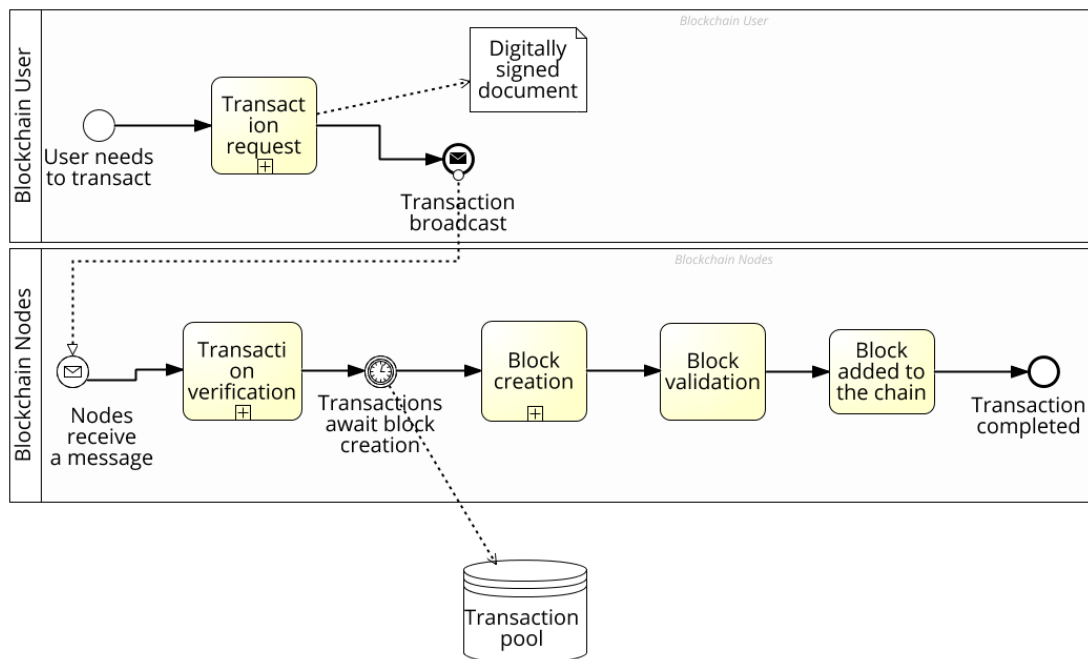 Blockchain User
Blockchain User
Digitally
signed
document
Transact
ion
request
User needs
to transact
Transaction
broadcast
Blockchain Nodes
Blockchain Nodes
Transacti
on
verification
Block
creation
Block
validation
Block
added to
the chain
Nodes
receive
a message
Transactions
await block
creation
Transaction
completed
Transaction
pool